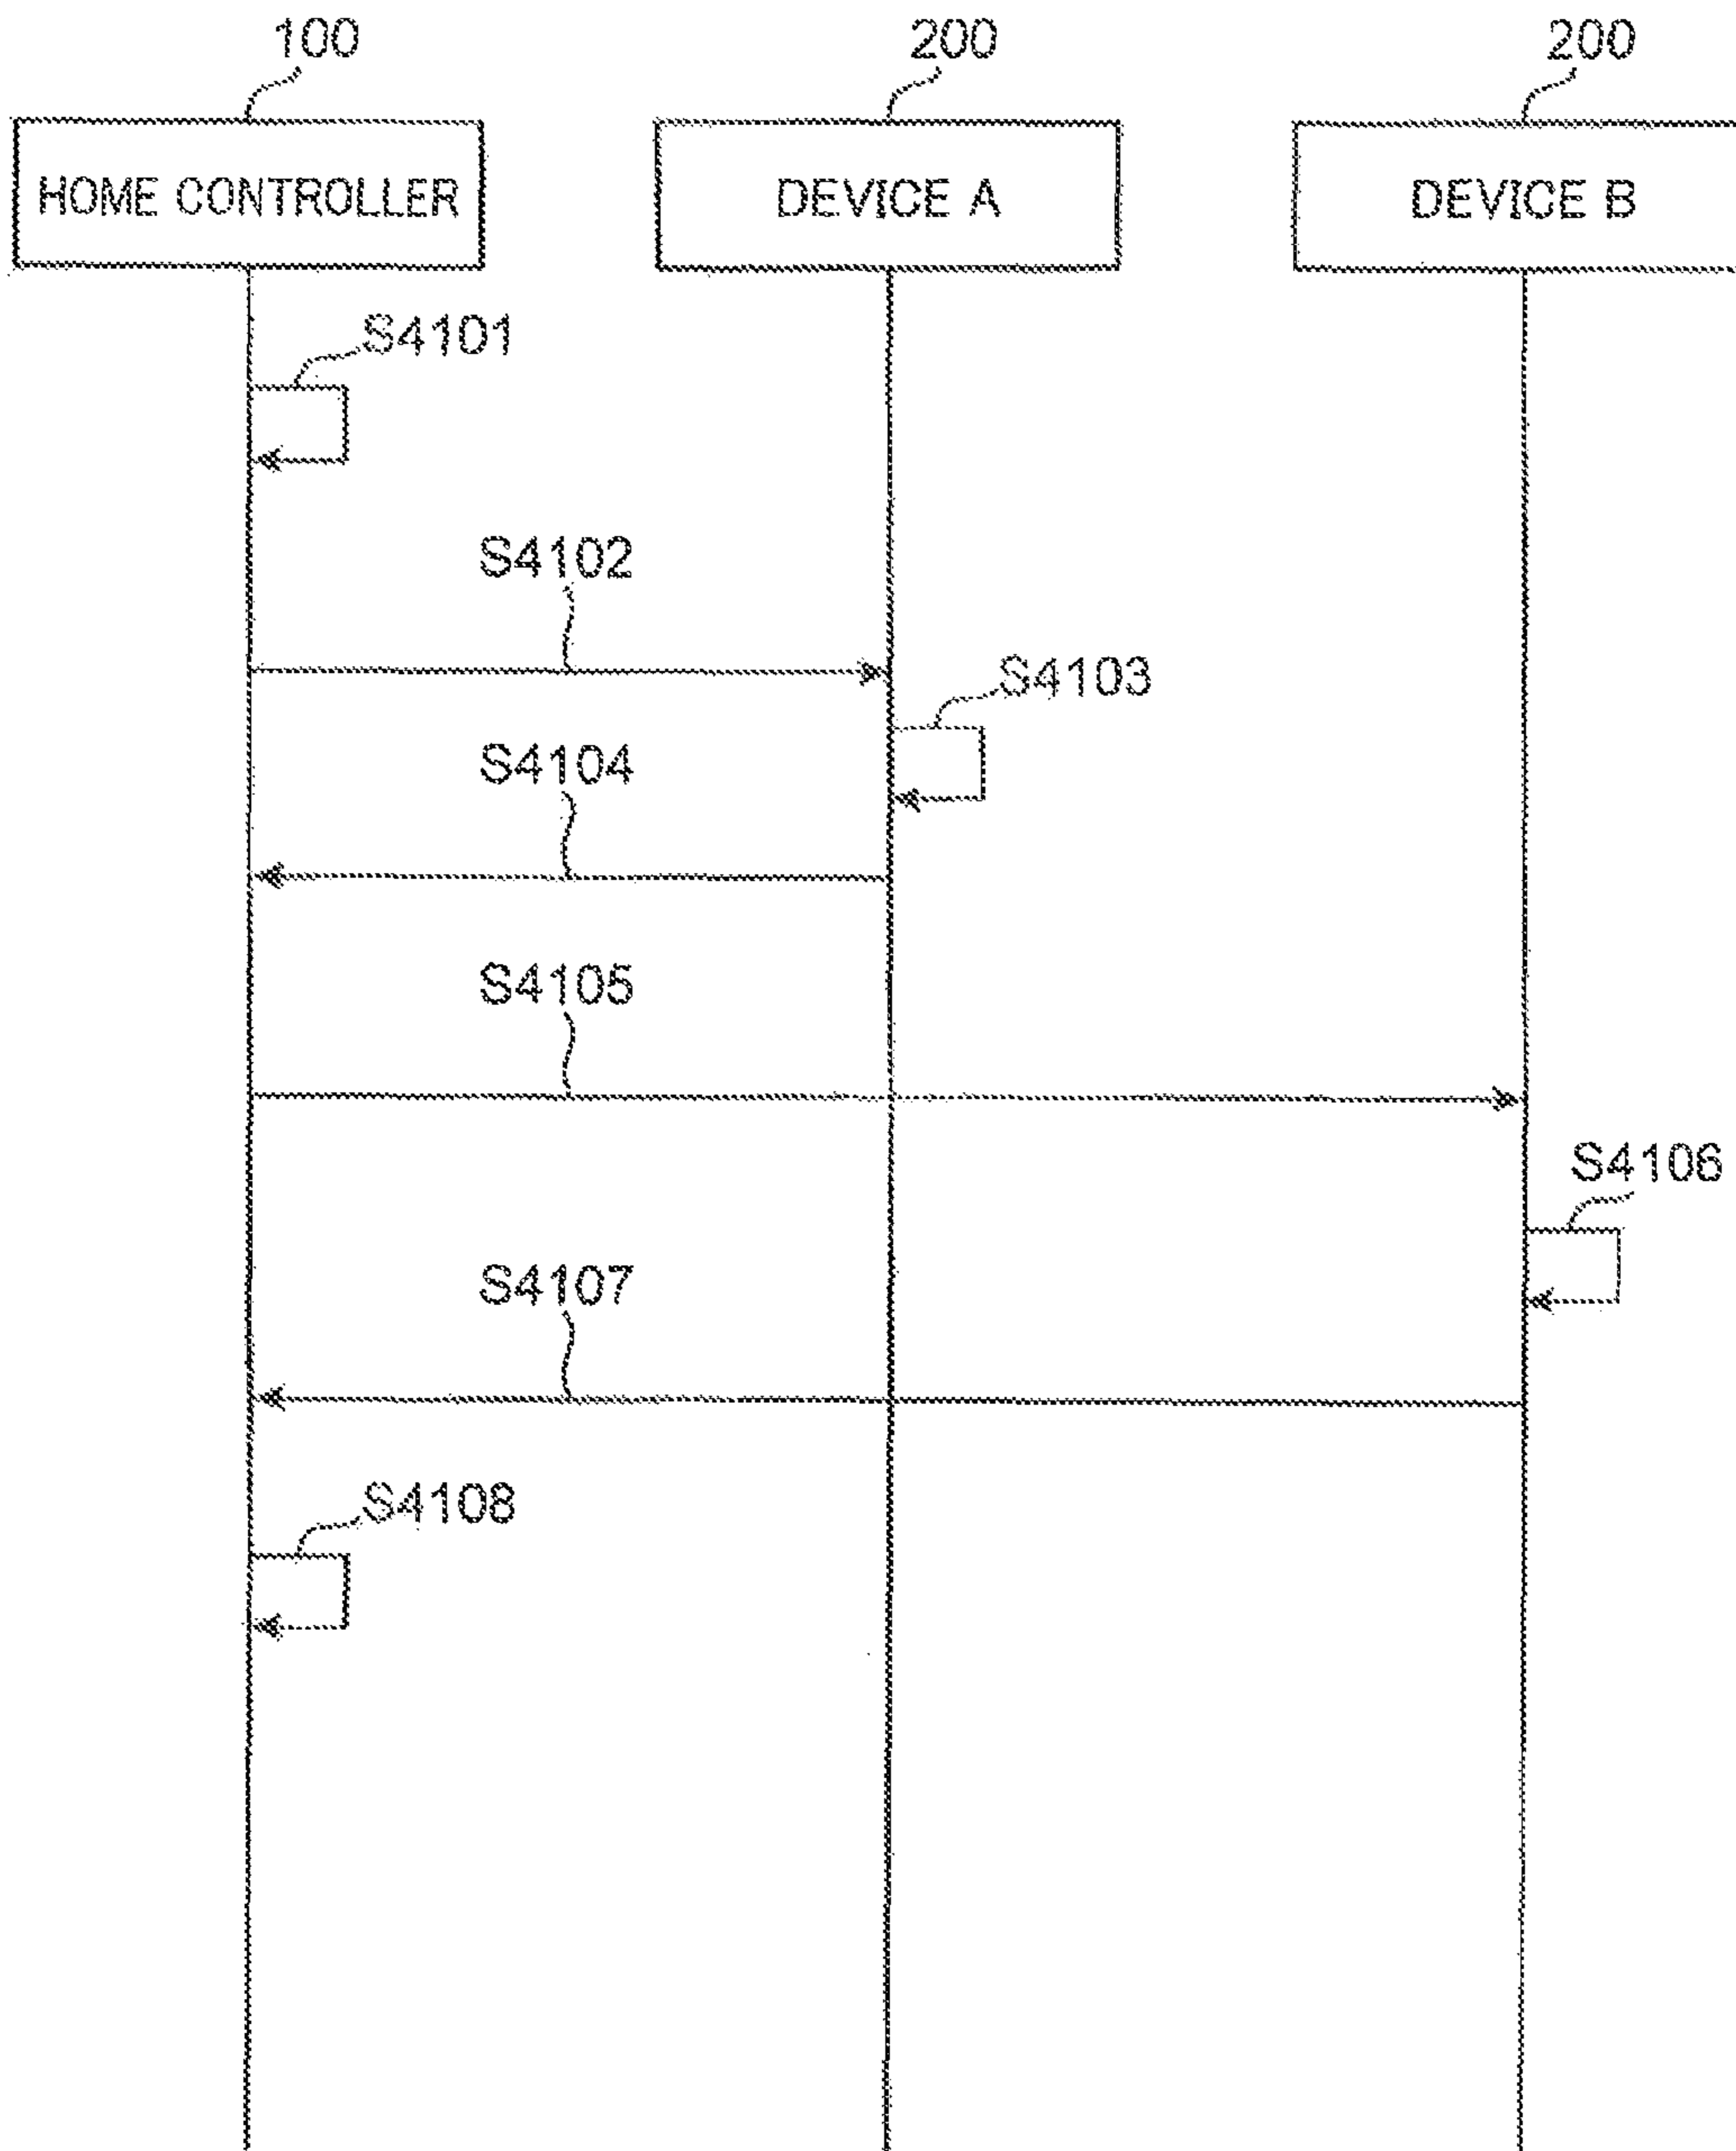 100
200
200
HOME CONTROLLER
DEVICE A
DEVICE B
S4101
S4102
S4103
S4104
S4105
S4106
S4107
S4108